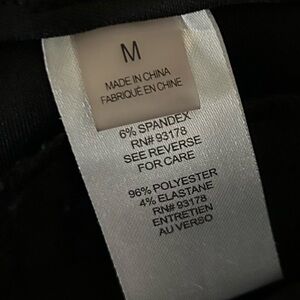 M
MADE IN CHINA
FABRIQUÉ EN CHINE
6% SPANDEX
RN# 93178
SEE REVERSE
FOR CARE
96% POLYESTER
4% ELASTANE
RN# 93178
ENTRETIEN
AU VERSO